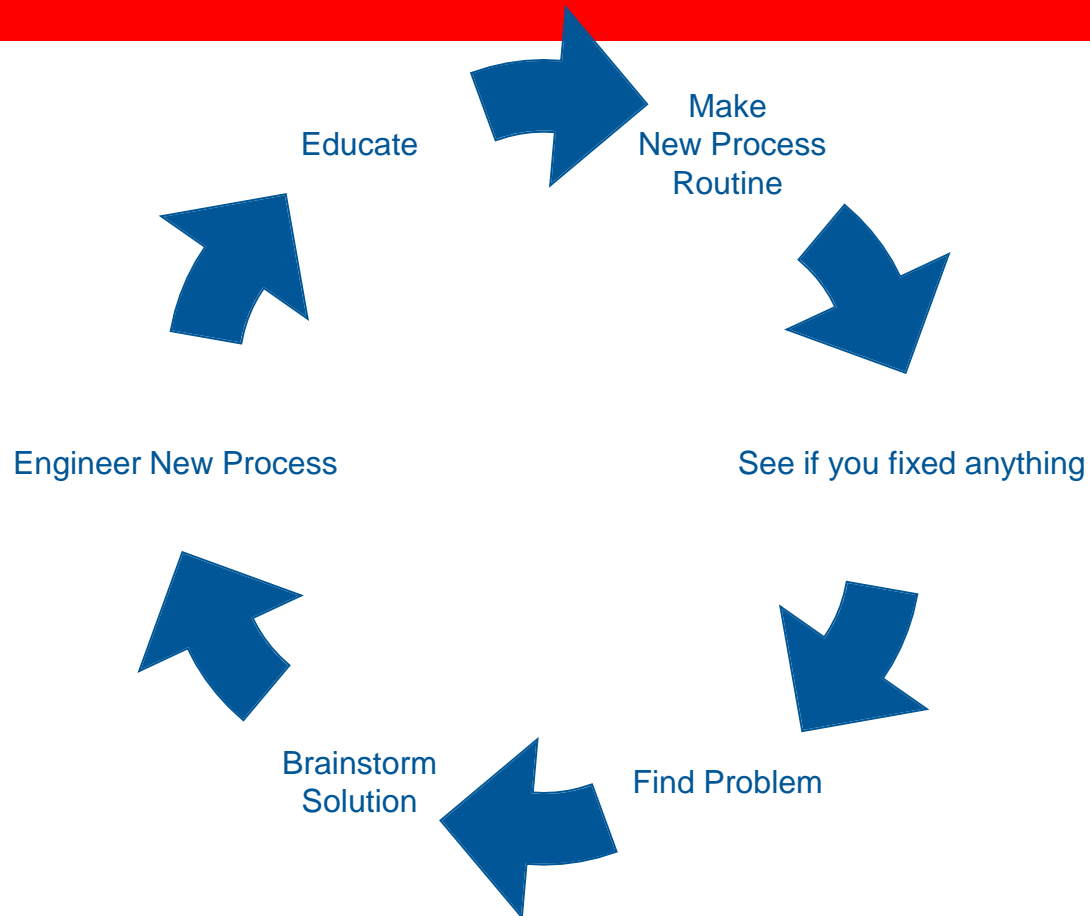 Make
New Process
Routine
Educate
Engineer New Process
See if you fixed anything
Brainstorm
Solution
Find Problem